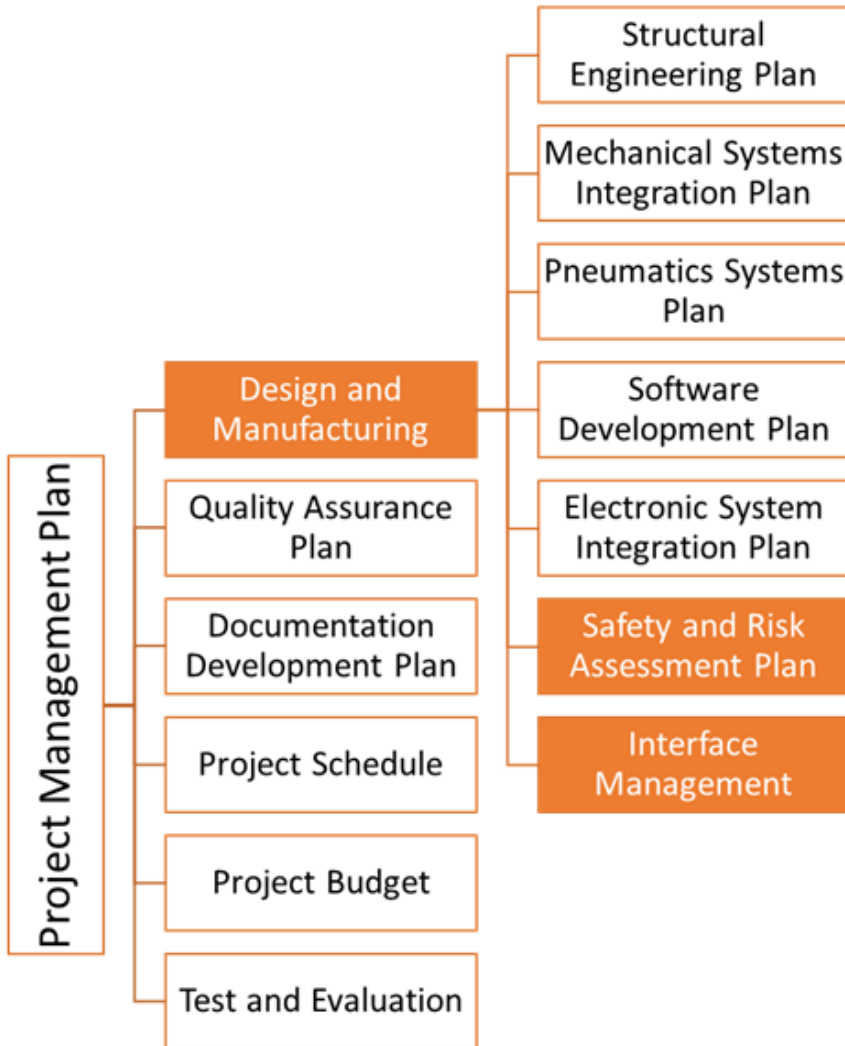 Project Management Plan
Design and
Manufacturing
Quality Assurance
Plan
Documentation
Development Plan
Project Schedule
Project Budget
Test and Evaluation
Structural
Engineering Plan
Mechanical Systems
Integration Plan
Pneumatics Systems
Plan
Software
Development Plan
Electronic System
Integration Plan
Safety and Risk
Assessment Plan
Interface
Management